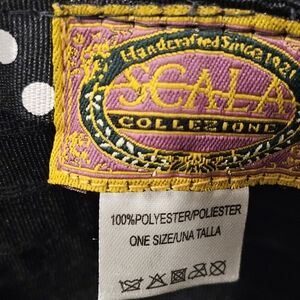 Handcrafted Since 1921
SCALA
COLLEZIONE
100%POLYESTER/POLIESTER
ONE SIZE/UNA TALLA